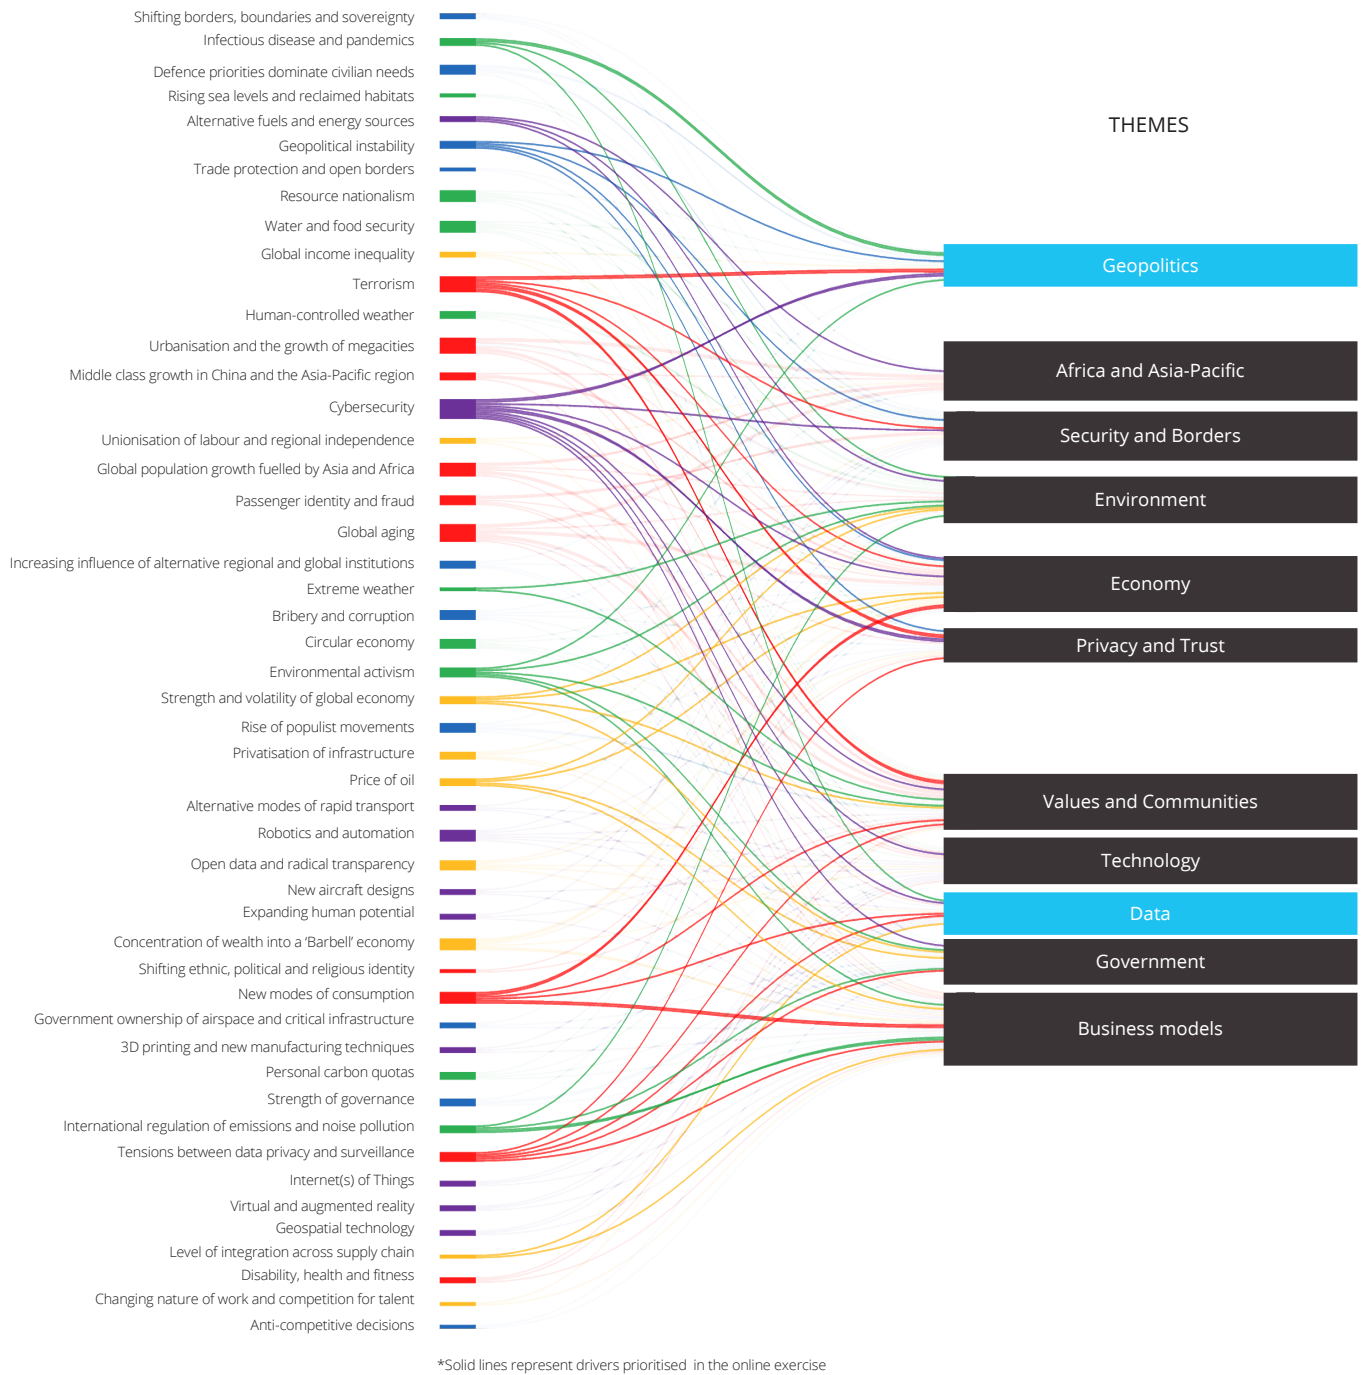 Shifting borders, boundaries and sovereignty
Infectious disease and pandemics
Defence priorities dominate civilian needs
Rising sea levels and reclaimed habitats
Alternative fuels and energy sources
Geopolitical instability
Trade protection and open borders
Resource nationalism
Water and food security
Global income inequality
Terrorism
Human-controlled weather
Urbanisation and the growth of megacities
Middle class growth in China and the Asia-Pacific region
Cybersecurity
Unionisation of labour and regional independence
Global population growth fuelled by Asia and Africa
Passenger identity and fraud
Global aging
Increasing influence of alternative regional and global institutions
Extreme weather
Bribery and corruption
Circular economy
Environmental activism
Strength and volatility of global economy
Rise of populist movements
Privatisation of infrastructure
Price of oil
Alternative modes of rapid transport
Robotics and automation
Open data and radical transparency
New aircraft designs
Expanding human potential
Concentration of wealth into a ‘Barbell’ economy
Shifting ethnic, political and religious identity
New modes of consumption
Government ownership of airspace and critical infrastructure
3D printing and new manufacturing techniques
Personal carbon quotas
Strength of governance
International regulation of emissions and noise pollution
Tensions between data privacy and surveillance
Internet(s) of Things
Virtual and augmented reality
Geospatial technology
Level of integration across supply chain
Disability, health and fitness
Changing nature of work and competition for talent
Anti-competitive decisions
THEMES
Geopolitics
Africa and Asia-Pacific
Security and Borders
Environment
Economy
Privacy and Trust
Values and Communities
Technology
Data
Government
Business models
*Solid lines represent drivers prioritised in the online exercise